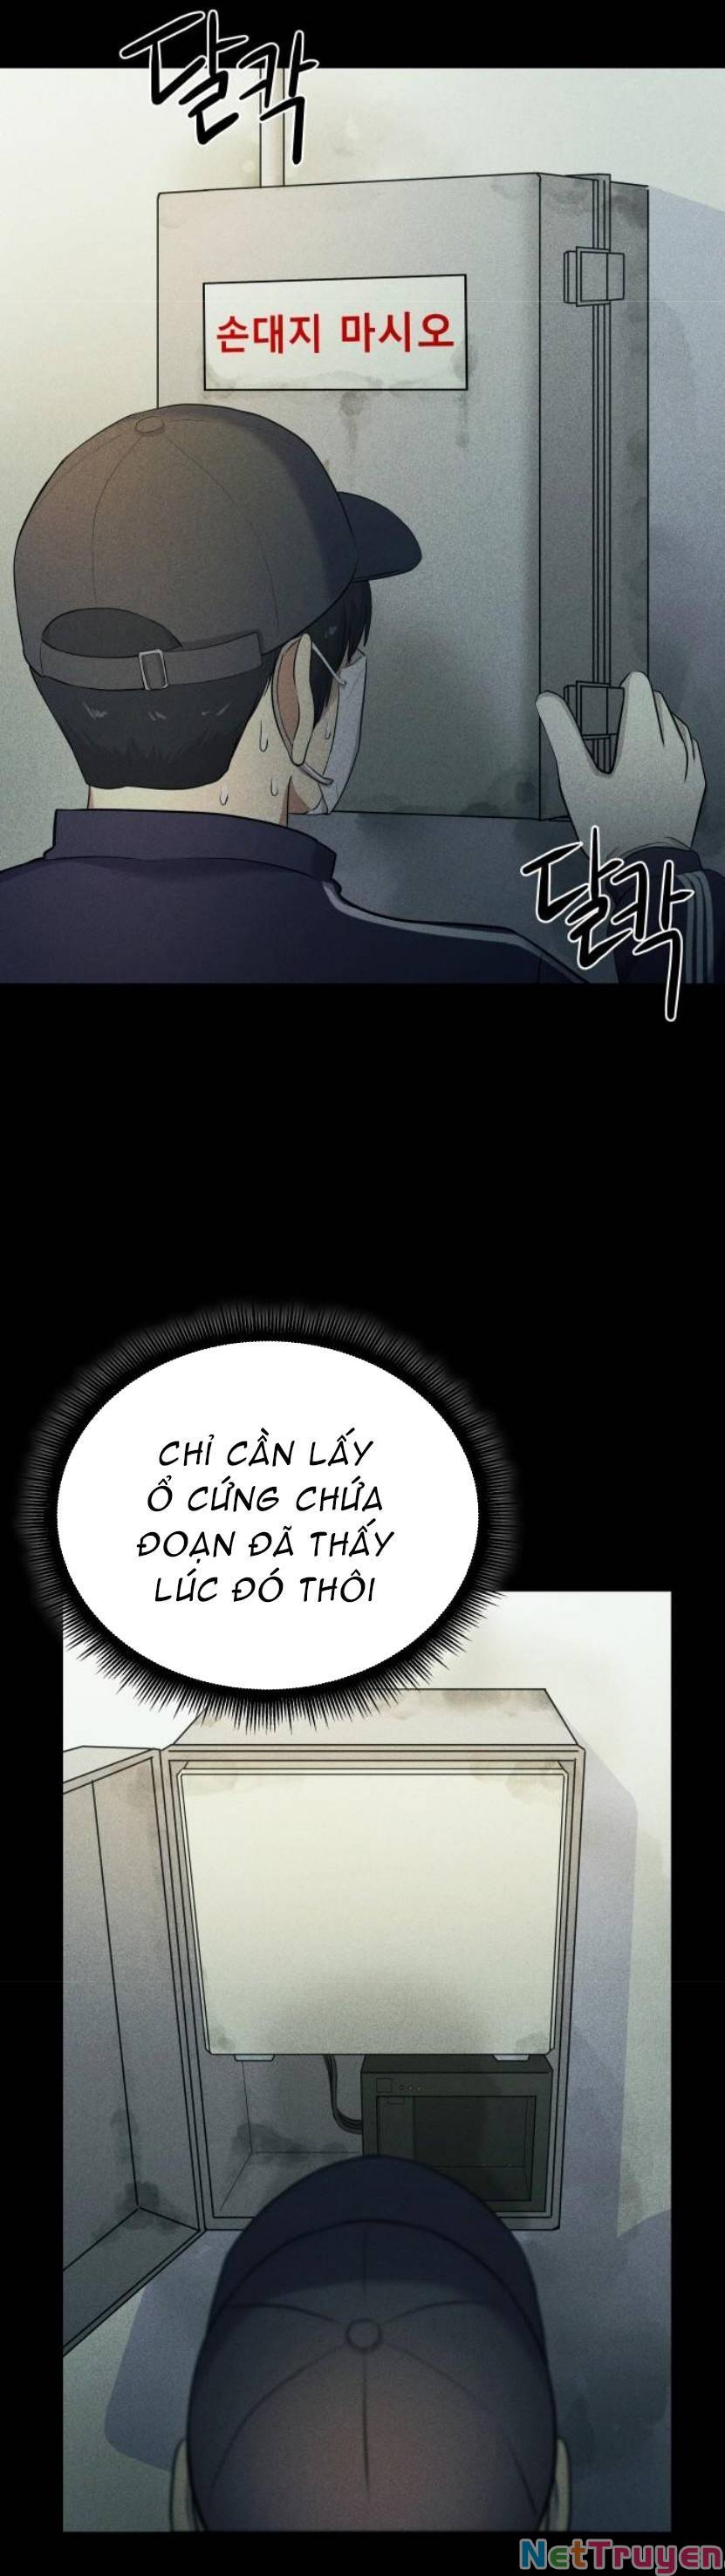 달칵
손대지 마시오
달칵
CHỈ CẦN LẤY
Ổ CỨNG CHỨA
ĐOẠN ĐÃ THẤY
LÚC ĐÓ THÔI
NetTruyen